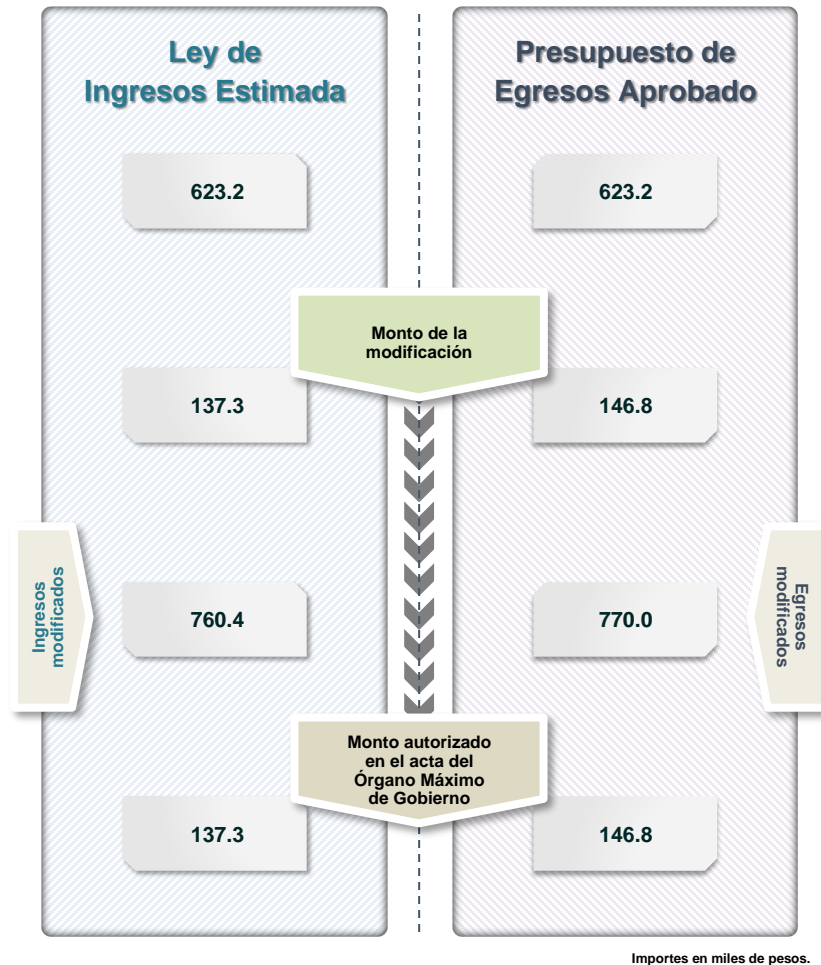 Ley de
Ingresos Estimada
Presupuesto de
Egresos Aprobado
623.2
623.2
Monto de la
modificación
137.3
146.8
Ingresos
modificados
760.4
770.0
Egresos
modificados
Monto autorizado
en el acta del
Órgano Máximo
de Gobierno
137.3
146.8
Importes en miles de pesos.